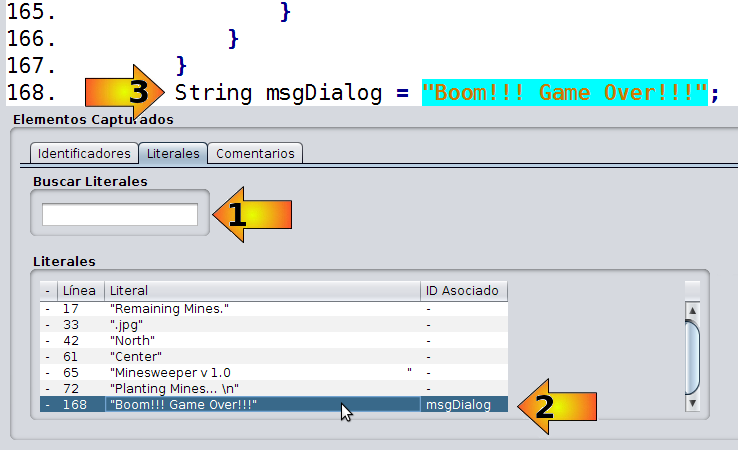 165. }
166. }
167. }
168. String msgDialog = "Boom!!! Game Over!!!";
3
Elementos Capturados
Identificadores Literales Comentarios
Buscar Literales
1
Literales
- Línea Literal ID Asociado
- 17 "Remaining Mines." -
- 33 ".jpg" -
- 42 "North" -
- 61 "Center" -
- 65 "Minesweeper v 1.0 " -
- 72 "Planting Mines... \n" -
- 168 "Boom!!! Game Over!!!" msgDialog
2